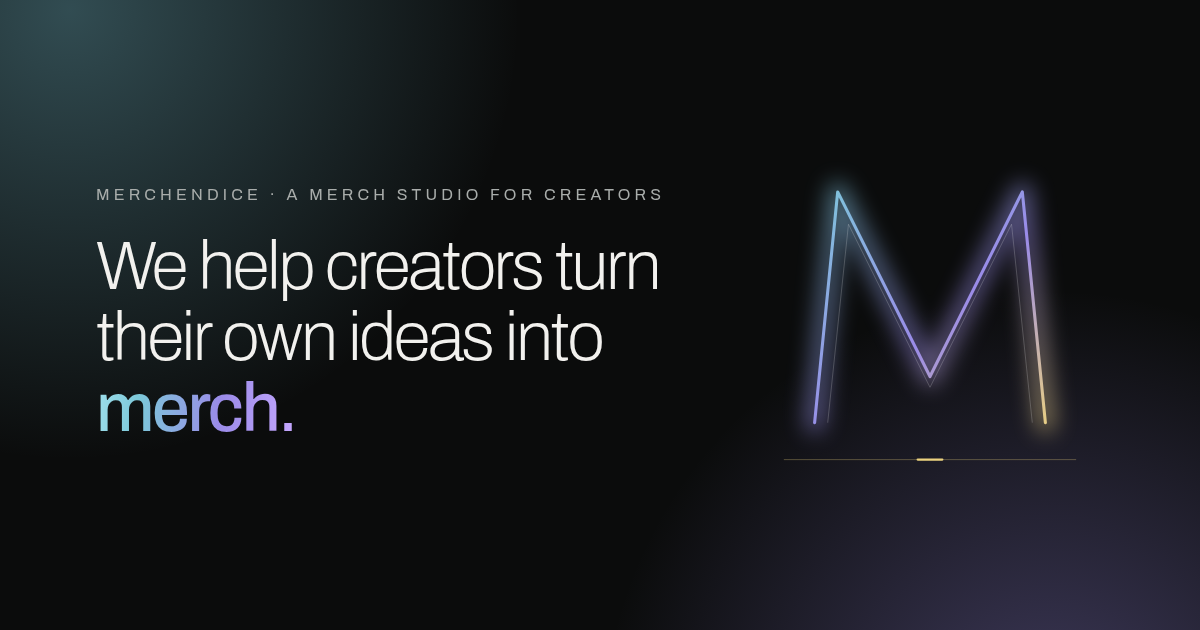 MERCHENDICE · A MERCH STUDIO FOR CREATORS
We help creators turn
their own ideas into
merch.
M